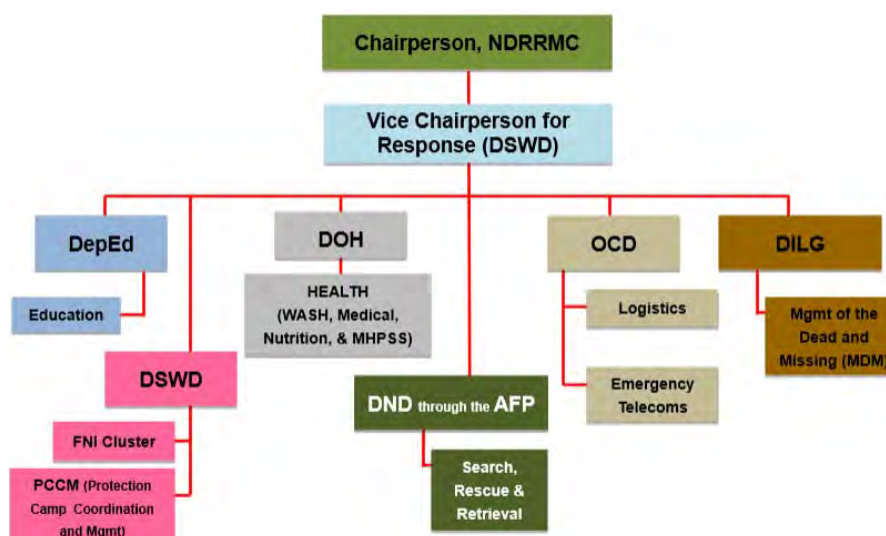 Chairperson, NDRRMC
Vice Chairperson for
Response (DSWD)
DepEd
Education
DSWD
FNI Cluster
PCCM (Protection
Camp Coordination
and Mgmt)
DOH
HEALTH
(WASH, Medical,
Nutrition, & MHPSS)
DND through the AFP
Search,
Rescue &
Retrieval
OCD
Logistics
Emergency
Telecoms
DILG
Mgmt of the
Dead and
Missing (MDM)